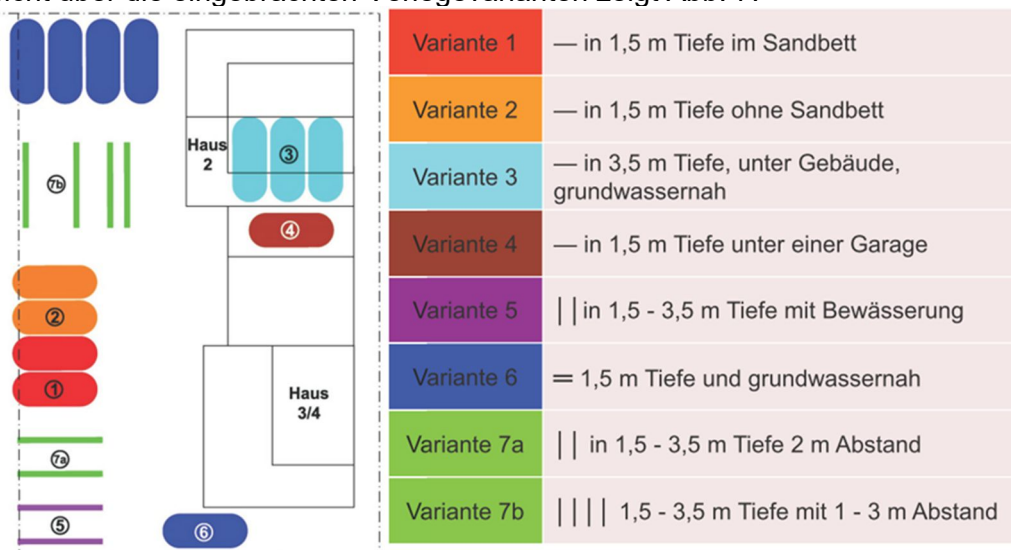 über die eingebrachten
Haus
2
③
7b
④
②
①
Haus
3/4
7a
⑤
⑥
Variante 1 — in 1,5 m Tiefe im Sandbett
Variante 2 — in 1,5 m Tiefe ohne Sandbett
Variante 3 — in 3,5 m Tiefe, unter Gebäude,
grundwassernah
Variante 4 — in 1,5 m Tiefe unter einer Garage
Variante 5 || in 1,5 - 3,5 m Tiefe mit Bewässerung
Variante 6 = 1,5 m Tiefe und grundwassernah
Variante 7a || in 1,5 - 3,5 m Tiefe 2 m Abstand
Variante 7b |||| 1,5 - 3,5 m Tiefe mit 1 - 3 m Abstand